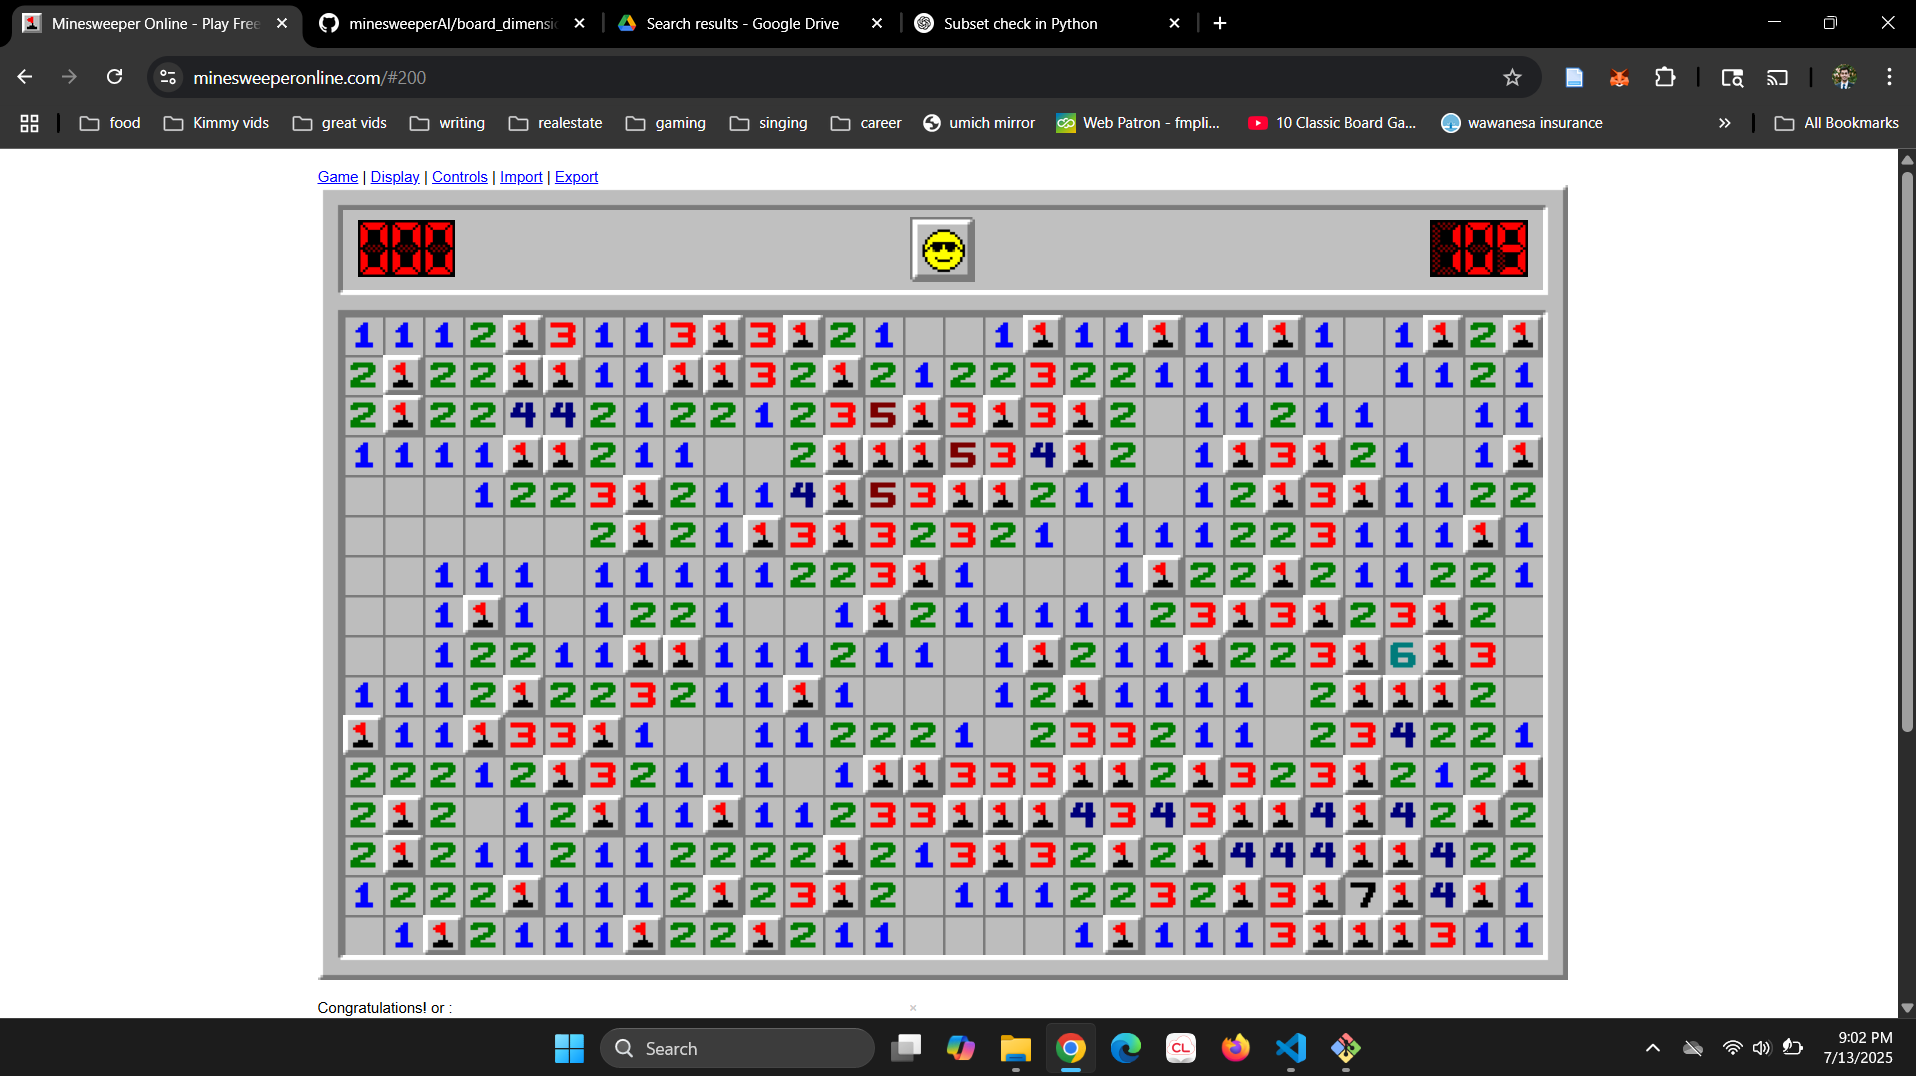 Minesweeper Online - Play Free
minesweeperAI/board_dimensi
Search results - Google Drive
Subset check in Python
minesweeperonline.com/#200
food Kimmy vids great vids writing realestate gaming singing career umich mirror Web Patron - fmpli... 10 Classic Board Ga... wawanesa insurance » All Bookmarks
Game | Display | Controls | Import | Export
000 109
1 1 1 2 3 1 1 3 3 2 1 1 1 1 1 1 1 1 2
2 2 2 1 1 3 2 2 1 2 2 3 2 2 1 1 1 1 1 1 1 2 1
2 2 2 4 4 2 1 2 2 1 2 3 5 3 3 2 1 1 2 1 1 1 1
1 1 1 1 2 1 1 2 5 3 4 2 1 3 2 1 1
1 2 2 3 2 1 1 4 5 3 2 1 1 1 2 3 1 1 2 2
2 2 1 3 3 2 3 2 1 1 1 1 2 2 3 1 1 1 1
1 1 1 1 1 1 1 1 2 2 3 1 1 2 2 2 1 1 2 2 1
1 1 1 2 2 1 1 2 1 1 1 1 1 2 3 3 2 3 2
1 2 2 1 1 1 1 1 2 1 1 1 2 1 1 2 2 3 6 3
1 1 1 2 2 2 3 2 1 1 1 1 2 1 1 1 1 2 2
1 1 3 3 1 1 1 2 2 2 1 2 3 3 2 1 1 2 3 4 2 2 1
2 2 2 1 2 3 2 1 1 1 1 3 3 3 2 3 2 3 2 1 2
2 2 1 2 1 1 1 1 2 3 3 4 3 4 3 4 4 2 2
2 2 1 1 2 1 1 2 2 2 2 2 1 3 3 2 2 4 4 4 4 2 2
1 2 2 2 1 1 1 2 2 3 2 1 1 1 2 2 3 2 3 7 4 1
1 2 1 1 1 2 2 2 1 1 1 1 1 1 3 3 1 1
Congratulations! or :
Search
CL
9:02 PM
7/13/2025